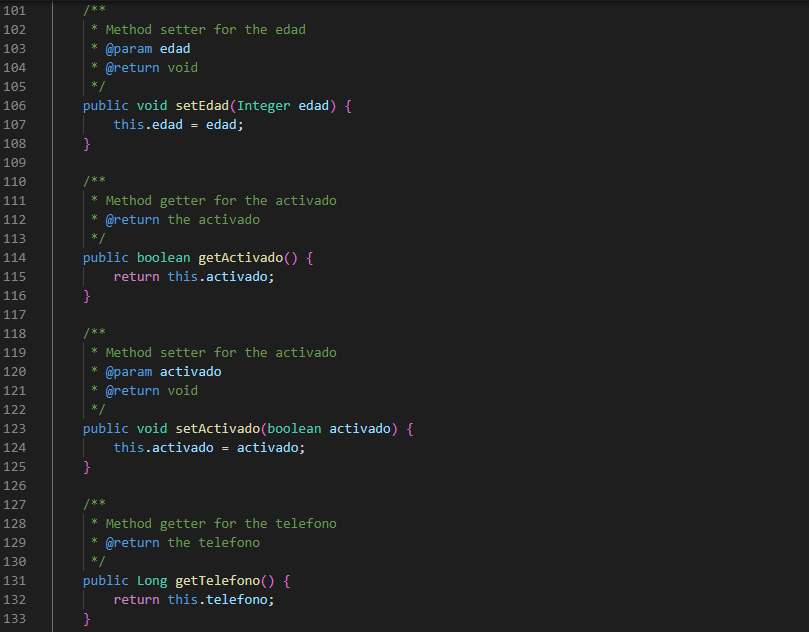 101 /**
102 * Method setter for the edad
103 * @param edad
104 * @return void
105 */
106 public void setEdad(Integer edad) {
107 this.edad = edad;
108 }
109
110 /**
111 * Method getter for the activado
112 * @return the activado
113 */
114 public boolean getActivado() {
115 return this.activado;
116 }
117
118 /**
119 * Method setter for the activado
120 * @param activado
121 * @return void
122 */
123 public void setActivado(boolean activado) {
124 this.activado = activado;
125 }
126
127 /**
128 * Method getter for the telefono
129 * @return the telefono
130 */
131 public Long getTelefono() {
132 return this.telefono;
133 }